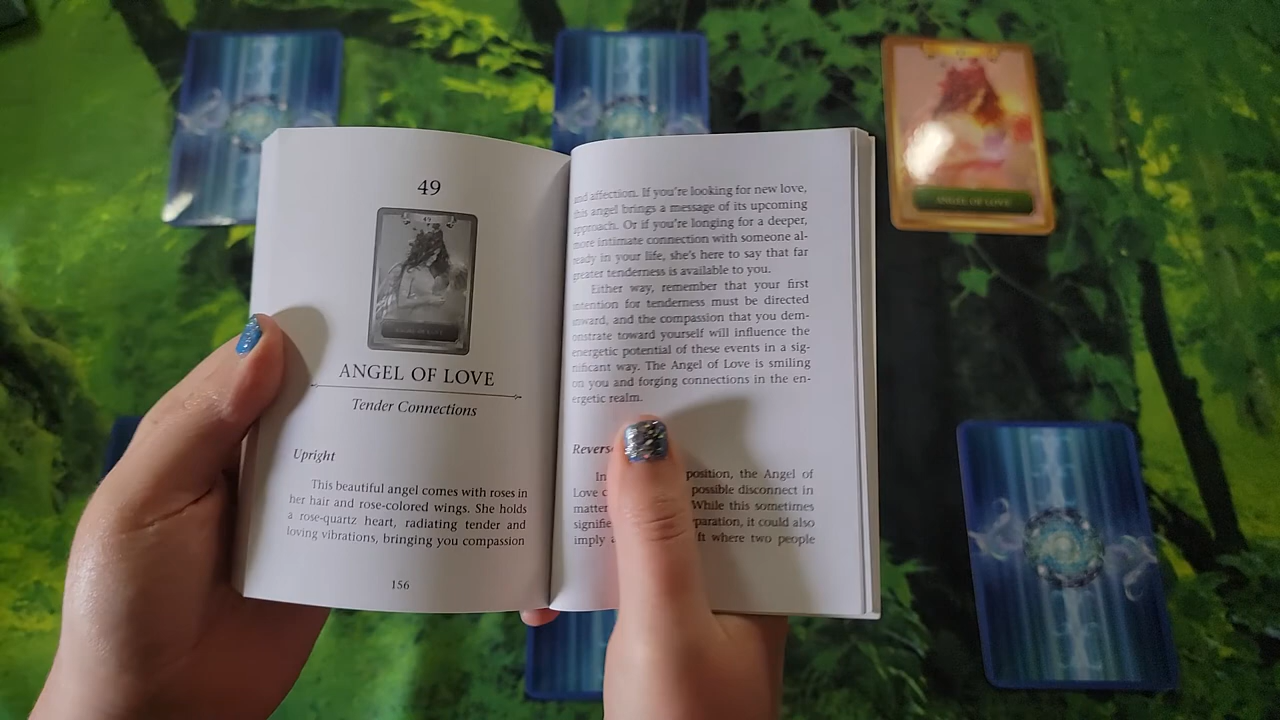 49
49
ANGEL OF LOVE
ANGEL OF LOVE
Tender Connections
Upright
This beautiful angel comes with roses in
her hair and rose-colored wings. She holds
a rose-quartz heart, radiating tender and
loving vibrations, bringing you compassion
156
and affection. If you're looking for new love,
this angel brings a message of its upcoming
approach. Or if you're longing for a deeper,
more intimate connection with someone al-
ready in your life, she's here to say that far
greater tenderness is available to you.
Either way, remember that your first
intention for tenderness must be directed
inward, and the compassion that you dem-
onstrate toward yourself will influence the
energetic potential of these events in a sig-
nificant way. The Angel of Love is smiling
on you and forging connections in the en-
ergetic realm.
In position, the Angel of
Love possible disconnect in
While this sometimes
it could also
imply where two people
ANGEL OF LOVE